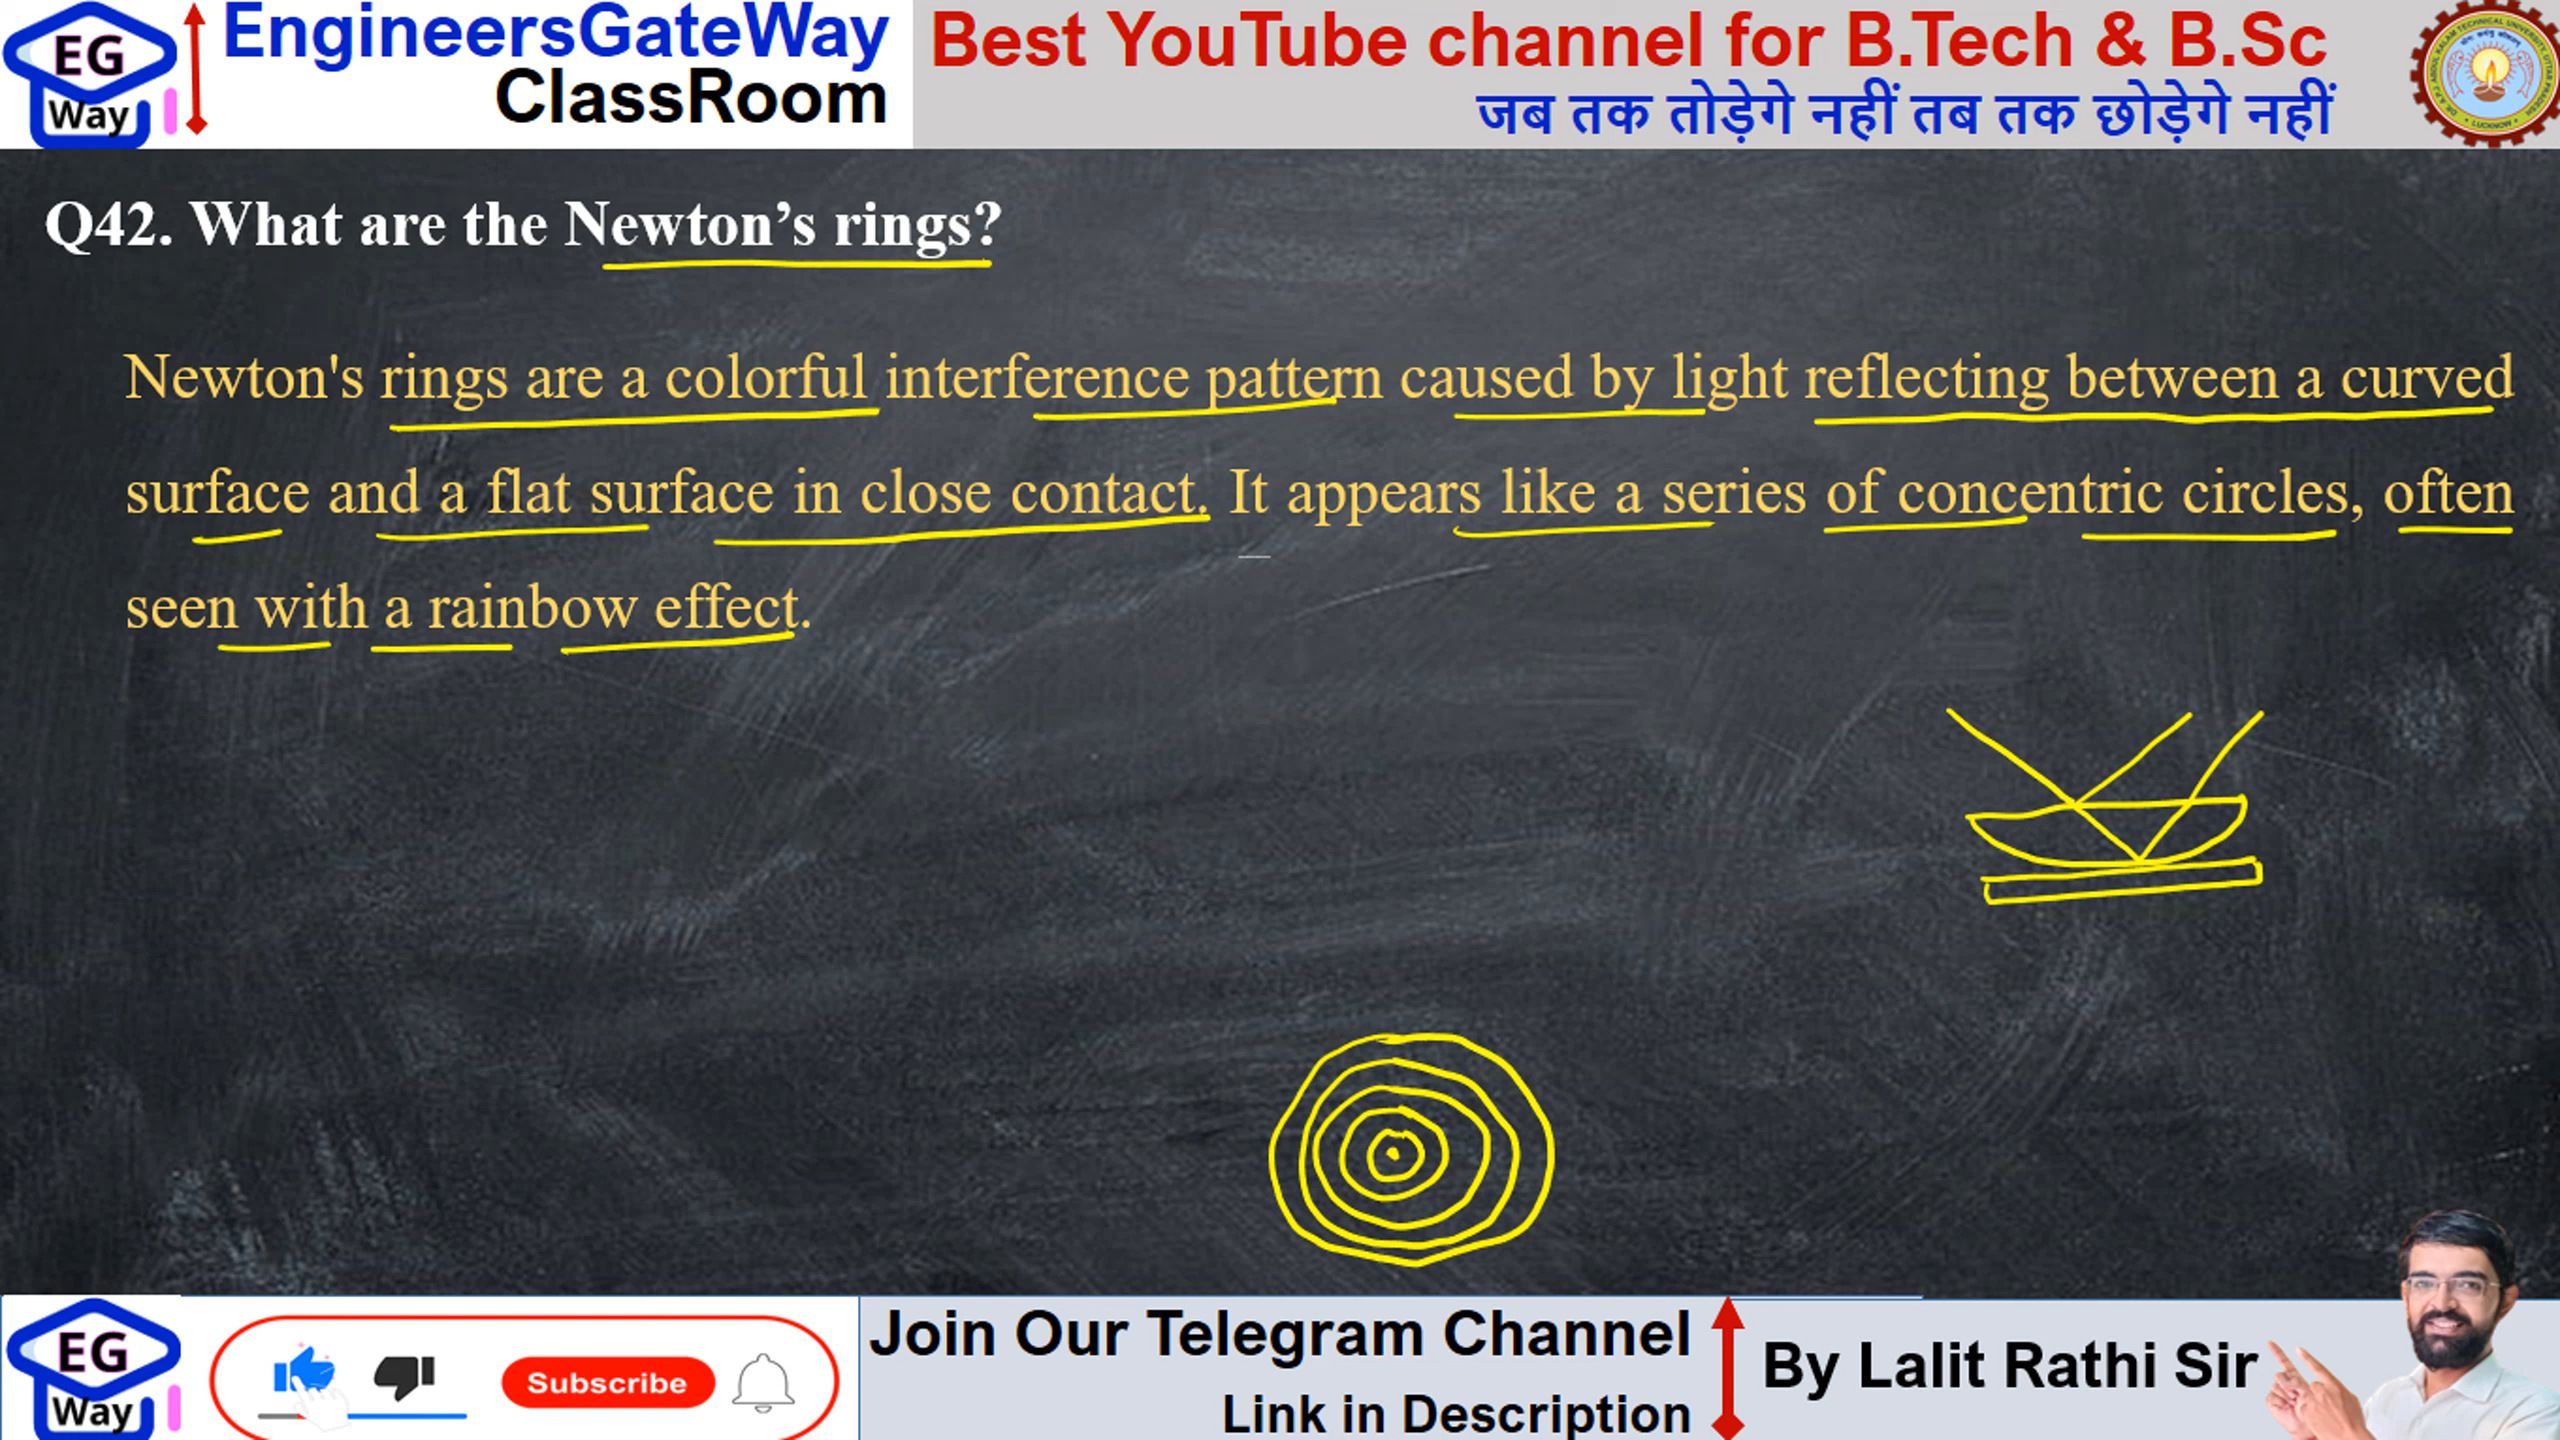 EG
Way
EngineersGateWay
ClassRoom
Best YouTube channel for B.Tech & B.Sc
जब तक तोड़ेगे नहीं तब तक छोड़ेगे नहीं
Q42. What are the Newton’s rings?
Newton's rings are a colorful interference pattern caused by light reflecting between a curved
surface and a flat surface in close contact. It appears like a series of concentric circles, often
seen with a rainbow effect.
EG
Way
Subscribe
Join Our Telegram Channel
Link in Description
By Lalit Rathi Sir